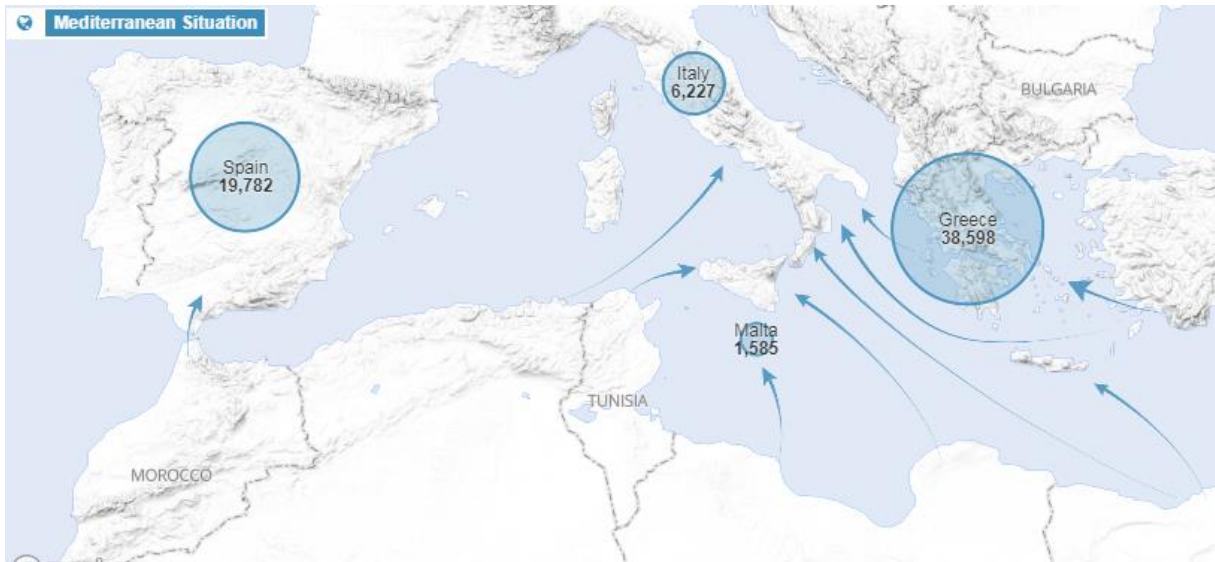 Mediterranean Situation
Italy
6,227
BULGARIA
Spain
19,782
Greece
38,598
Malta
1,585
TUNISIA
MOROCCO